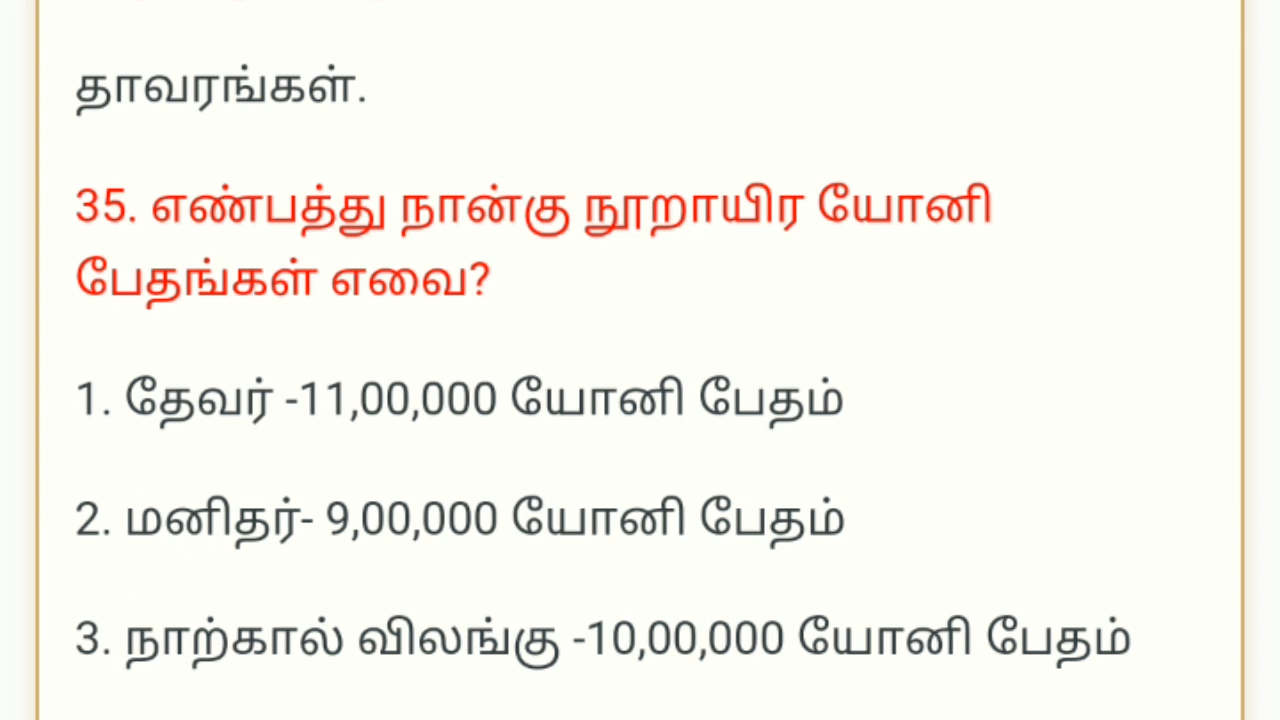 தாவரங்கள்.
35. எண்பத்து நான்கு நூறாயிர யோனி
பேதங்கள் எவை?
1. தேவர் -11,00,000 யோனி பேதம்
2. மனிதர்- 9,00,000 யோனி பேதம்
3. நாற்கால் விலங்கு -10,00,000 யோனி பேதம்